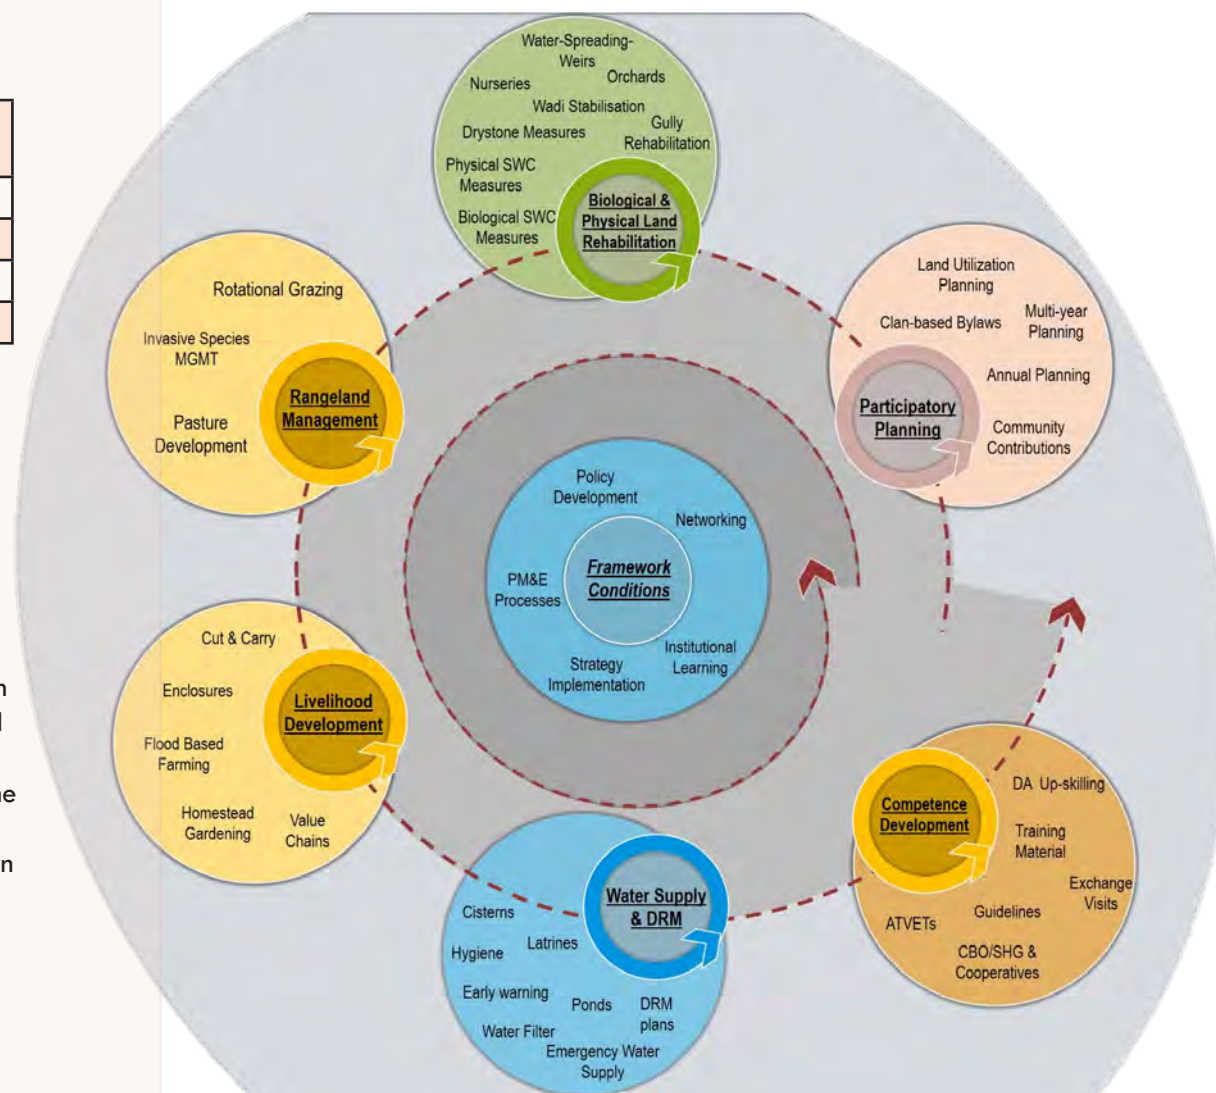 Water-Spreading-
Weirs
Nurseries
Orchards
Wadi Stabilisation
Drystone Measures
Gully
Rehabilitation
Physical SWC
Measures
Biological SWC
Measures
Biological &
Physical Land
Rehabilitation
Land Utilization
Planning
Clan-based Bylaws
Multi-year
Planning
Annual Planning
Community
Contributions
Participatory
Planning
Rotational Grazing
Invasive Species
MGMT
Pasture
Development
Rangeland
Management
Policy
Development
Networking
PM&E
Processes
Framework
Conditions
Institutional
Learning
Strategy
Implementation
Cut & Carry
Enclosures
Flood Based
Farming
Homestead
Gardening
Value
Chains
Livelihood
Development
Competence
Development
DA Up-skilling
Training
Material
Exchange
Visits
ATVETs
Guidelines
CBO/SHG &
Cooperatives
Water Supply
& DRM
Cisterns
Latrines
Hygiene
Early warning
Ponds
DRM
plans
Water Filter
Emergency Water
Supply